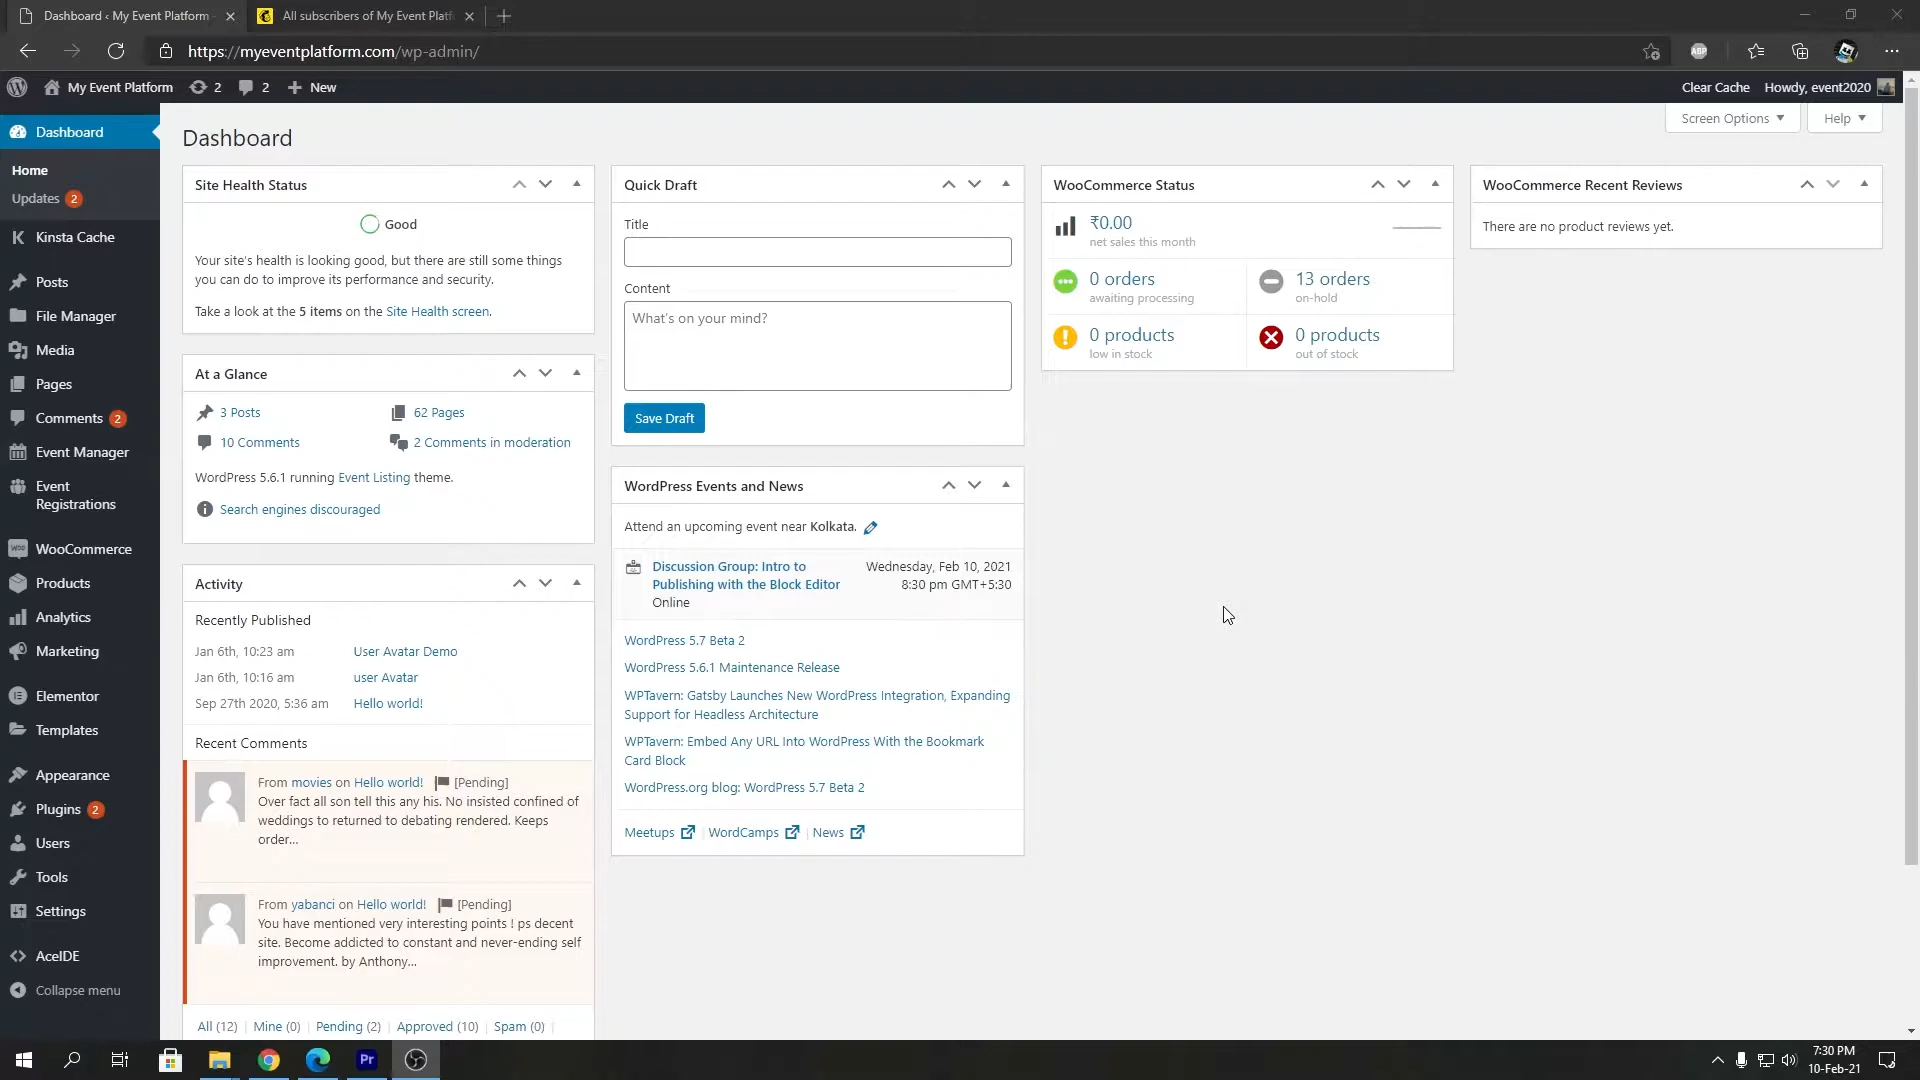 Dashboard ‹ My Event Platform
All subscribers of My Event Platf
https://myeventplatform.com/wp-admin/
ABP
My Event Platform
2
2
New
Clear Cache
Howdy, event2020
Dashboard
Home
Updates 2
Kinsta Cache
Posts
File Manager
Media
Pages
Comments 2
Event Manager
Event
Registrations
WooCommerce
Products
Analytics
Marketing
Elementor
Templates
Appearance
Plugins 2
Users
Tools
Settings
AceIDE
Collapse menu
Screen Options
Help
Dashboard
Site Health Status
Good
Your site's health is looking good, but there are still some things
you can do to improve its performance and security.
Take a look at the 5 items on the Site Health screen.
At a Glance
3 Posts
62 Pages
10 Comments
2 Comments in moderation
WordPress 5.6.1 running Event Listing theme.
Search engines discouraged
Activity
Recently Published
Jan 6th, 10:23 am User Avatar Demo
Jan 6th, 10:16 am user Avatar
Sep 27th 2020, 5:36 am Hello world!
Recent Comments
From movies on Hello world! [Pending]
Over fact all son tell this any his. No insisted confined of
weddings to returned to debating rendered. Keeps
order...
From yabanci on Hello world! [Pending]
You have mentioned very interesting points ! ps decent
site. Become addicted to constant and never-ending self
improvement. by Anthony...
All (12) | Mine (0) | Pending (2) | Approved (10) | Spam (0) |
Quick Draft
Title
Content
What's on your mind?
Save Draft
WordPress Events and News
Attend an upcoming event near Kolkata.
Discussion Group: Intro to
Publishing with the Block Editor
Online
Wednesday, Feb 10, 2021
8:30 pm GMT+5:30
WordPress 5.7 Beta 2
WordPress 5.6.1 Maintenance Release
WPTavern: Gatsby Launches New WordPress Integration, Expanding
Support for Headless Architecture
WPTavern: Embed Any URL Into WordPress With the Bookmark
Card Block
WordPress.org blog: WordPress 5.7 Beta 2
Meetups | WordCamps | News
WooCommerce Status
₹0.00
net sales this month
0 orders
awaiting processing
13 orders
on-hold
0 products
low in stock
0 products
out of stock
WooCommerce Recent Reviews
There are no product reviews yet.
Pr
7:30 PM
10-Feb-21